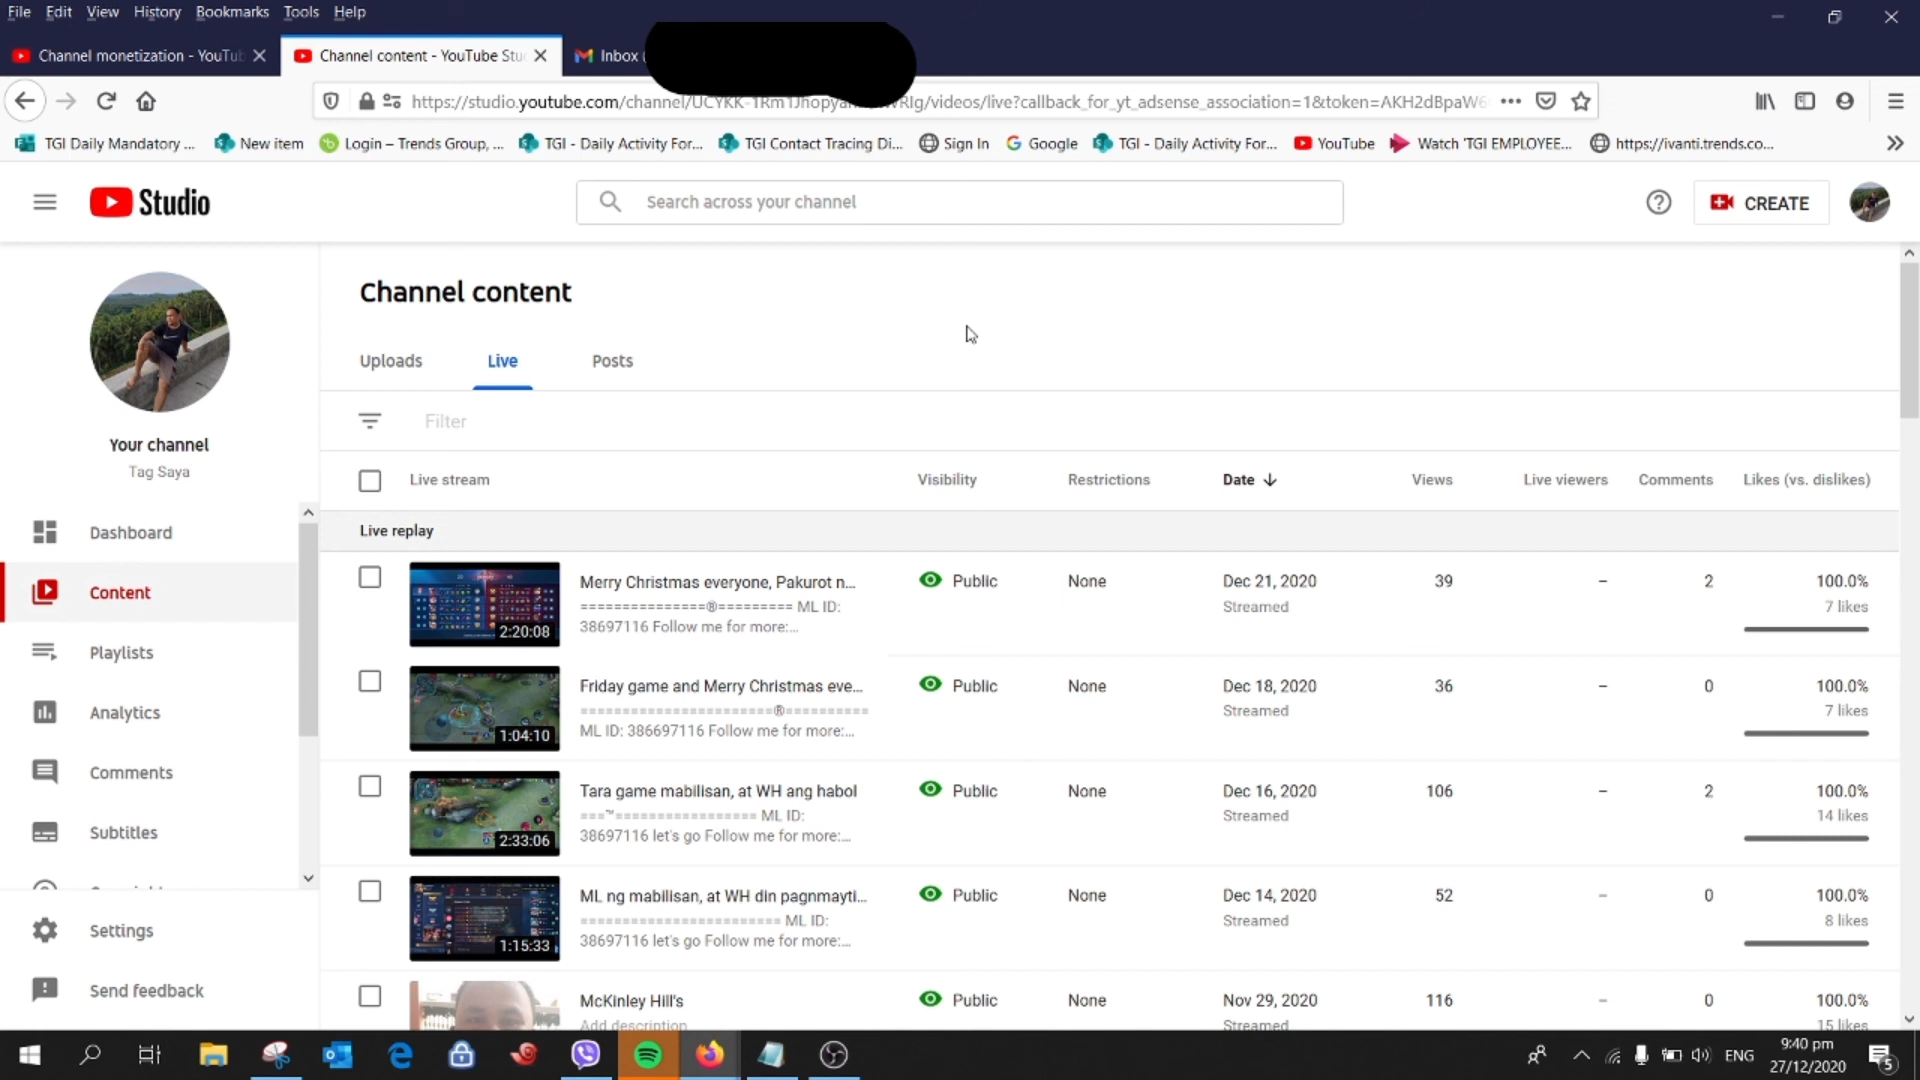 File Edit View History Bookmarks Tools Help
Channel monetization - YouTub
Channel content - YouTube Stu
Inbox (
https://studio.youtube.com/channel/UCYKK-1Rm1Jhopya RIg/videos/live?callback_for_yt_adsense_association=1&token=AKH2dBpaW6
TGI Daily Mandatory ... New item Login – Trends Group, ... TGI - Daily Activity For... TGI Contact Tracing Di... Sign In Google TGI - Daily Activity For... YouTube Watch 'TGI EMPLOYEE... https://ivanti.trends.co...
Studio
Search across your channel
CREATE
Your channel
Tag Saya
Dashboard
Content
Playlists
Analytics
Comments
Subtitles
Settings
Send feedback
Channel content
Uploads Live Posts
Filter
Live stream Visibility Restrictions Date Views Live viewers Comments Likes (vs. dislikes)
Live replay
Merry Christmas everyone, Pakurot n... Public None Dec 21, 2020 39 – 2 100.0%
===============®========= ML ID: Streamed 7 likes
38697116 Follow me for more:...
2:20:08
Friday game and Merry Christmas eve... Public None Dec 18, 2020 36 – 0 100.0%
=======================®========== Streamed 7 likes
ML ID: 386697116 Follow me for more:...
1:04:10
Tara game mabilisan, at WH ang habol Public None Dec 16, 2020 106 – 2 100.0%
===™================= ML ID: Streamed 14 likes
38697116 let's go Follow me for more:...
2:33:06
ML ng mabilisan, at WH din pagnmayti... Public None Dec 14, 2020 52 – 0 100.0%
======================== ML ID: Streamed 8 likes
38697116 let's go Follow me for more:...
1:15:33
McKinley Hill's Public None Nov 29, 2020 116 – 0 100.0%
Add description Streamed 15 likes
ENG
9:40 pm
27/12/2020
5